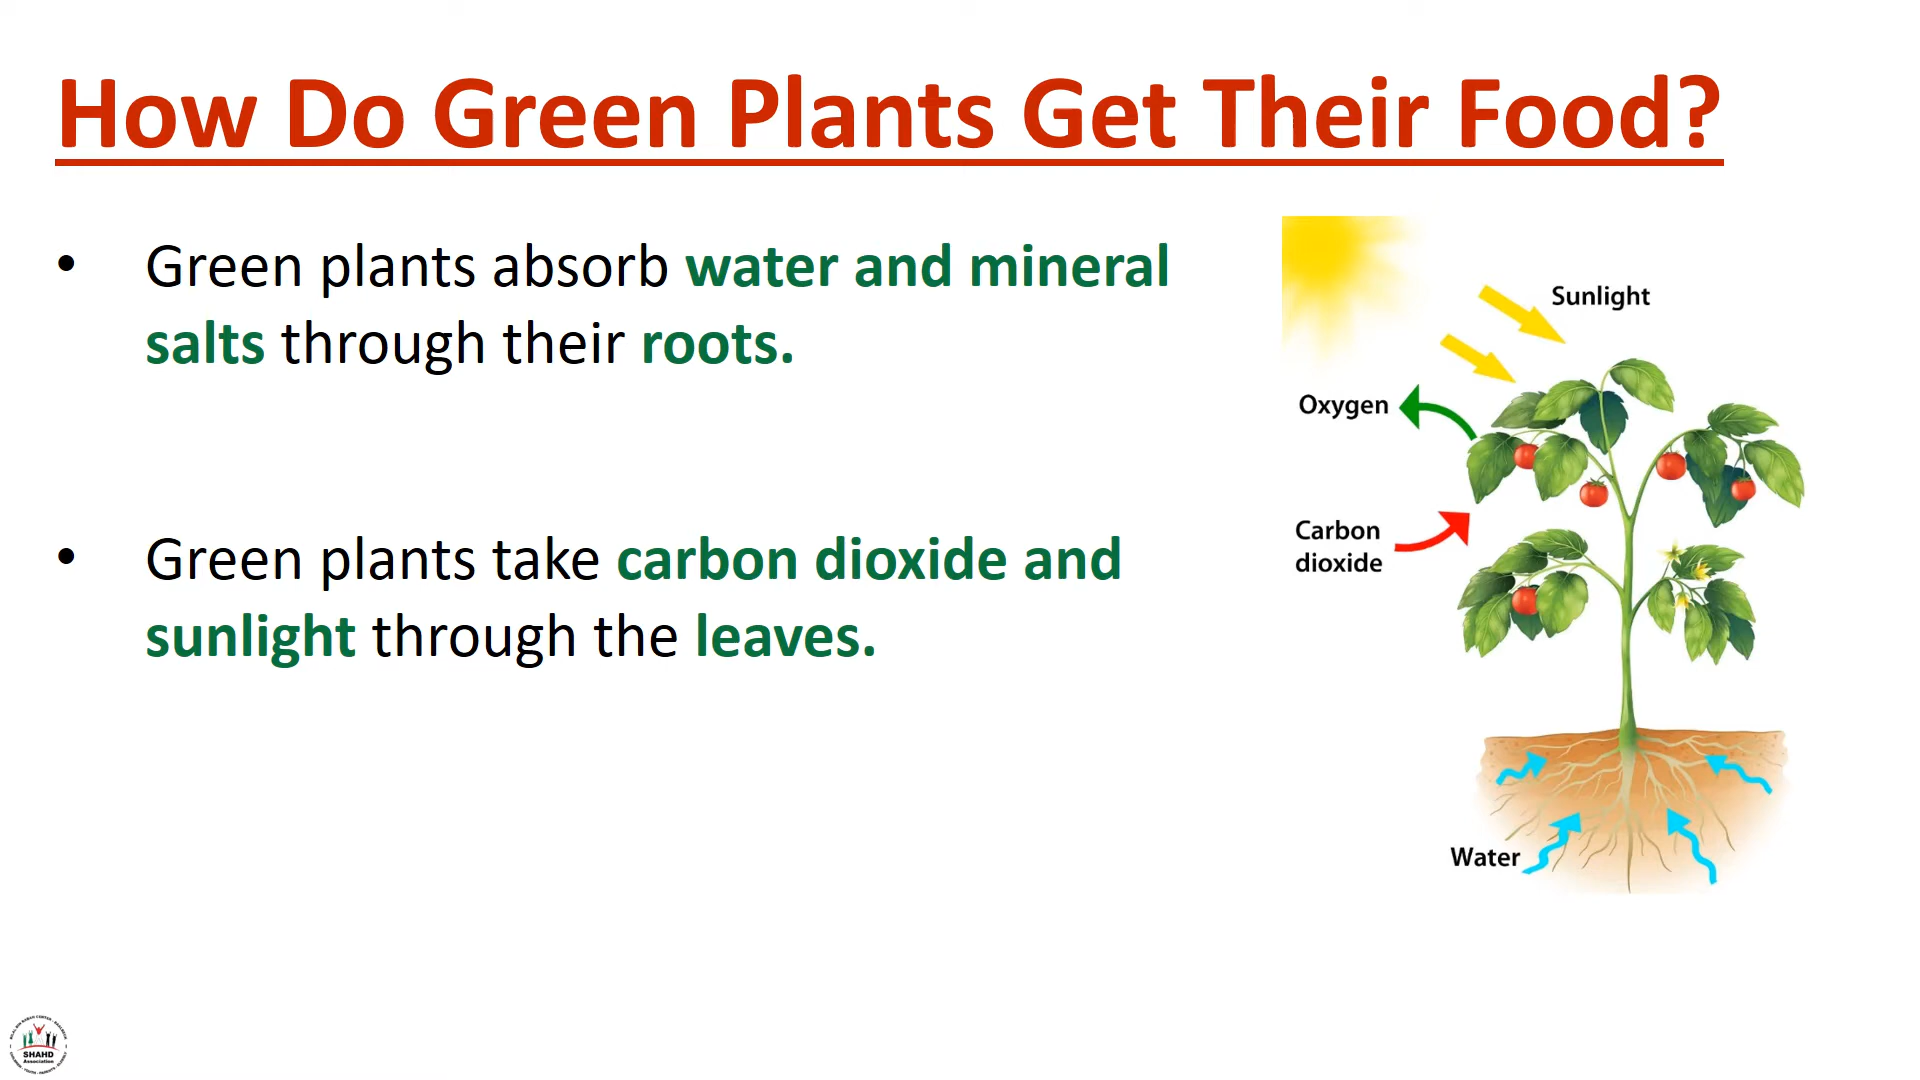 How Do Green Plants Get Their Food?
• Green plants absorb water and mineral
salts through their roots.
• Green plants take carbon dioxide and
sunlight through the leaves.
Sunlight
Oxygen
Carbon
dioxide
Water
SHAHD
Association